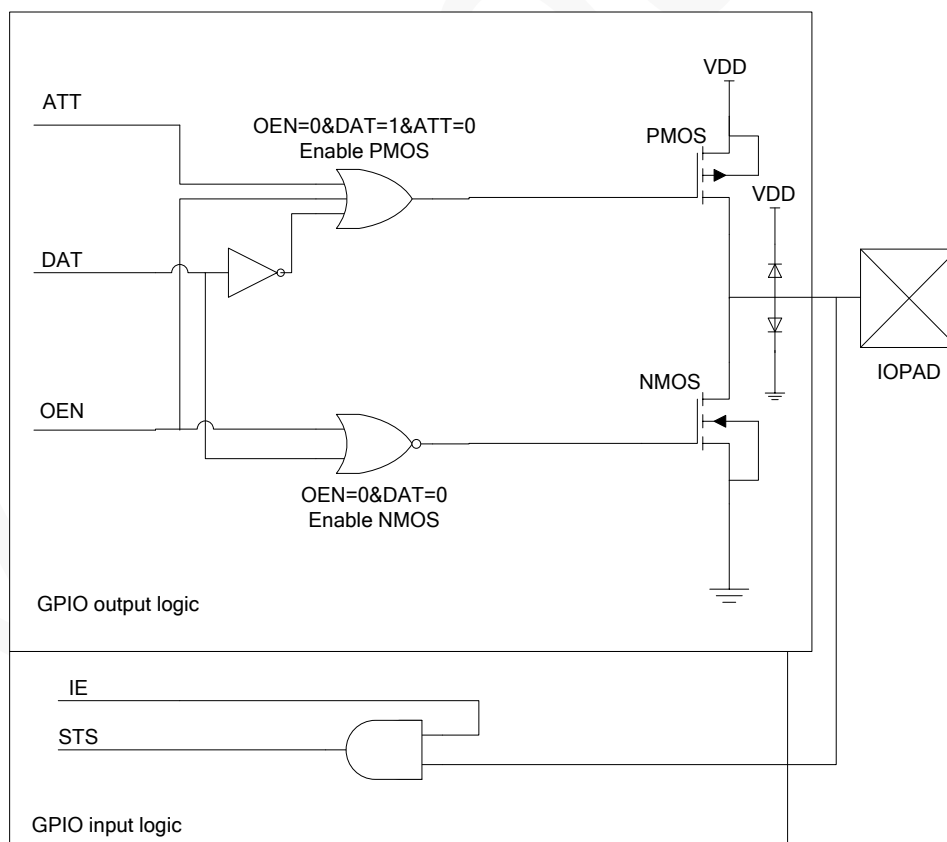 VDD
ATT
OEN=0&DAT=1&ATT=0
Enable PMOS
PMOS
VDD
DAT
IOPAD
NMOS
OEN
OEN=0&DAT=0
Enable NMOS
GPIO output logic
IE
STS
GPIO input logic